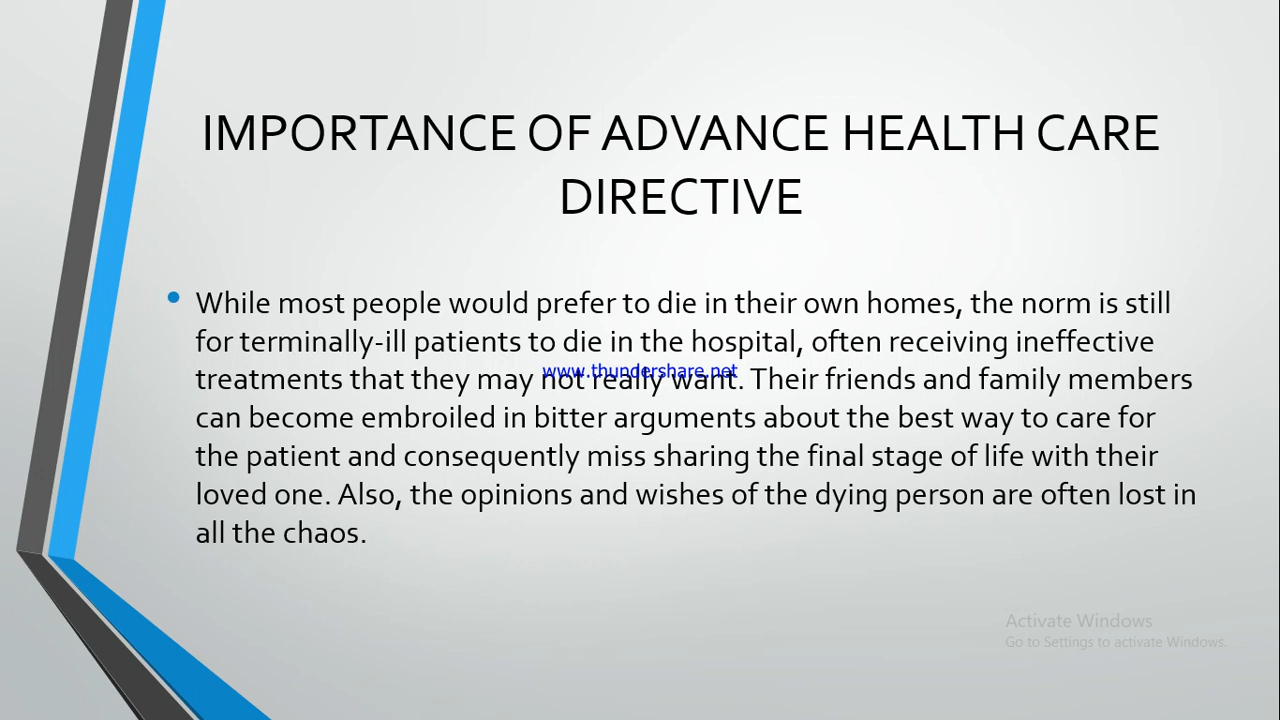 IMPORTANCE OF ADVANCE HEALTH CARE
DIRECTIVE
• While most people would prefer to die in their own homes, the norm is still
for terminally-ill patients to die in the hospital, often receiving ineffective
www.thundershare.net
treatments that they may not really want. Their friends and family members
can become embroiled in bitter arguments about the best way to care for
the patient and consequently miss sharing the final stage of life with their
loved one. Also, the opinions and wishes of the dying person are often lost in
all the chaos.
Activate Windows
Go to Settings to activate Windows.